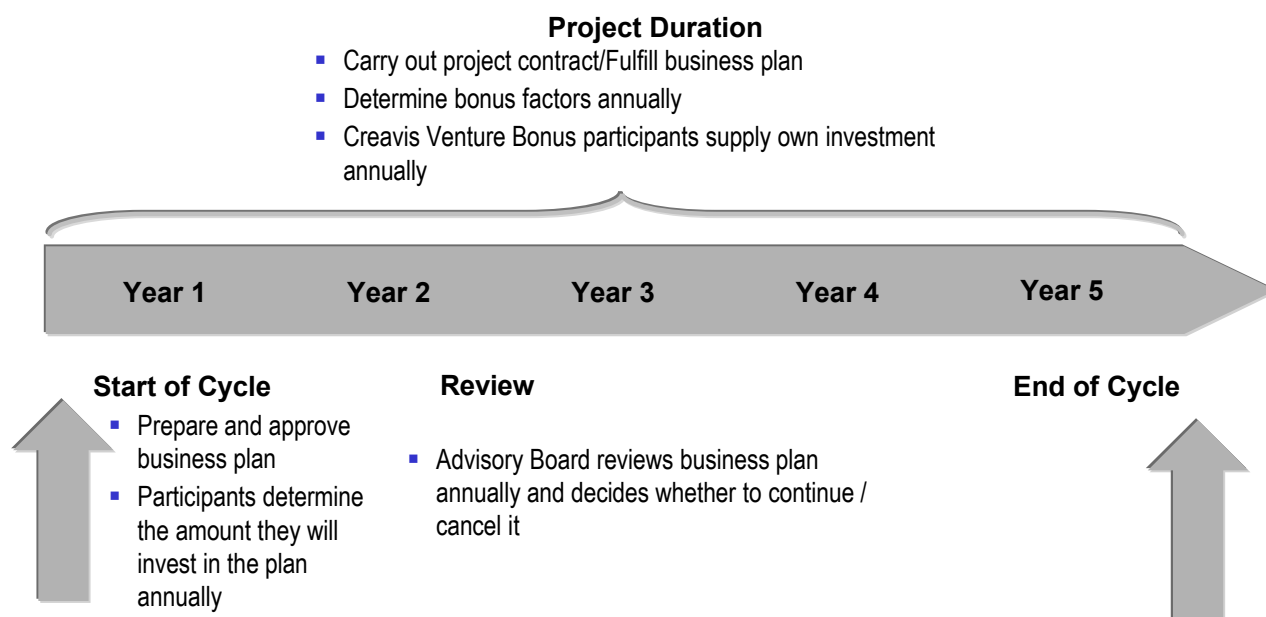 Project Duration
▪ Carry out project contract/Fulfill business plan
▪ Determine bonus factors annually
▪ Creavis Venture Bonus participants supply own investment
annually
Year 1 Year 2 Year 3 Year 4 Year 5
Start of Cycle
▪ Prepare and approve
business plan
▪ Participants determine
the amount they will
invest in the plan
annually
Review
▪ Advisory Board reviews business plan
annually and decides whether to continue /
cancel it
End of Cycle